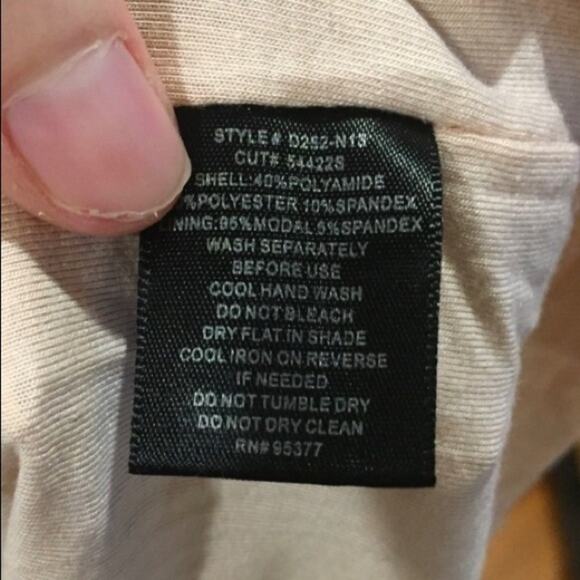 STYLE# D252-N13
CUT# 54422S
SHELL:40%POLYAMIDE
%POLYESTER 10%SPANDEX
NING:95%MODAL 5%SPANDEX
WASH SEPARATELY
BEFORE USE
COOL HAND WASH
DO NOT BLEACH
DRY FLAT IN SHADE
COOL IRON ON REVERSE
IF NEEDED
DO NOT TUMBLE DRY
DO NOT DRY CLEAN
RN# 95377